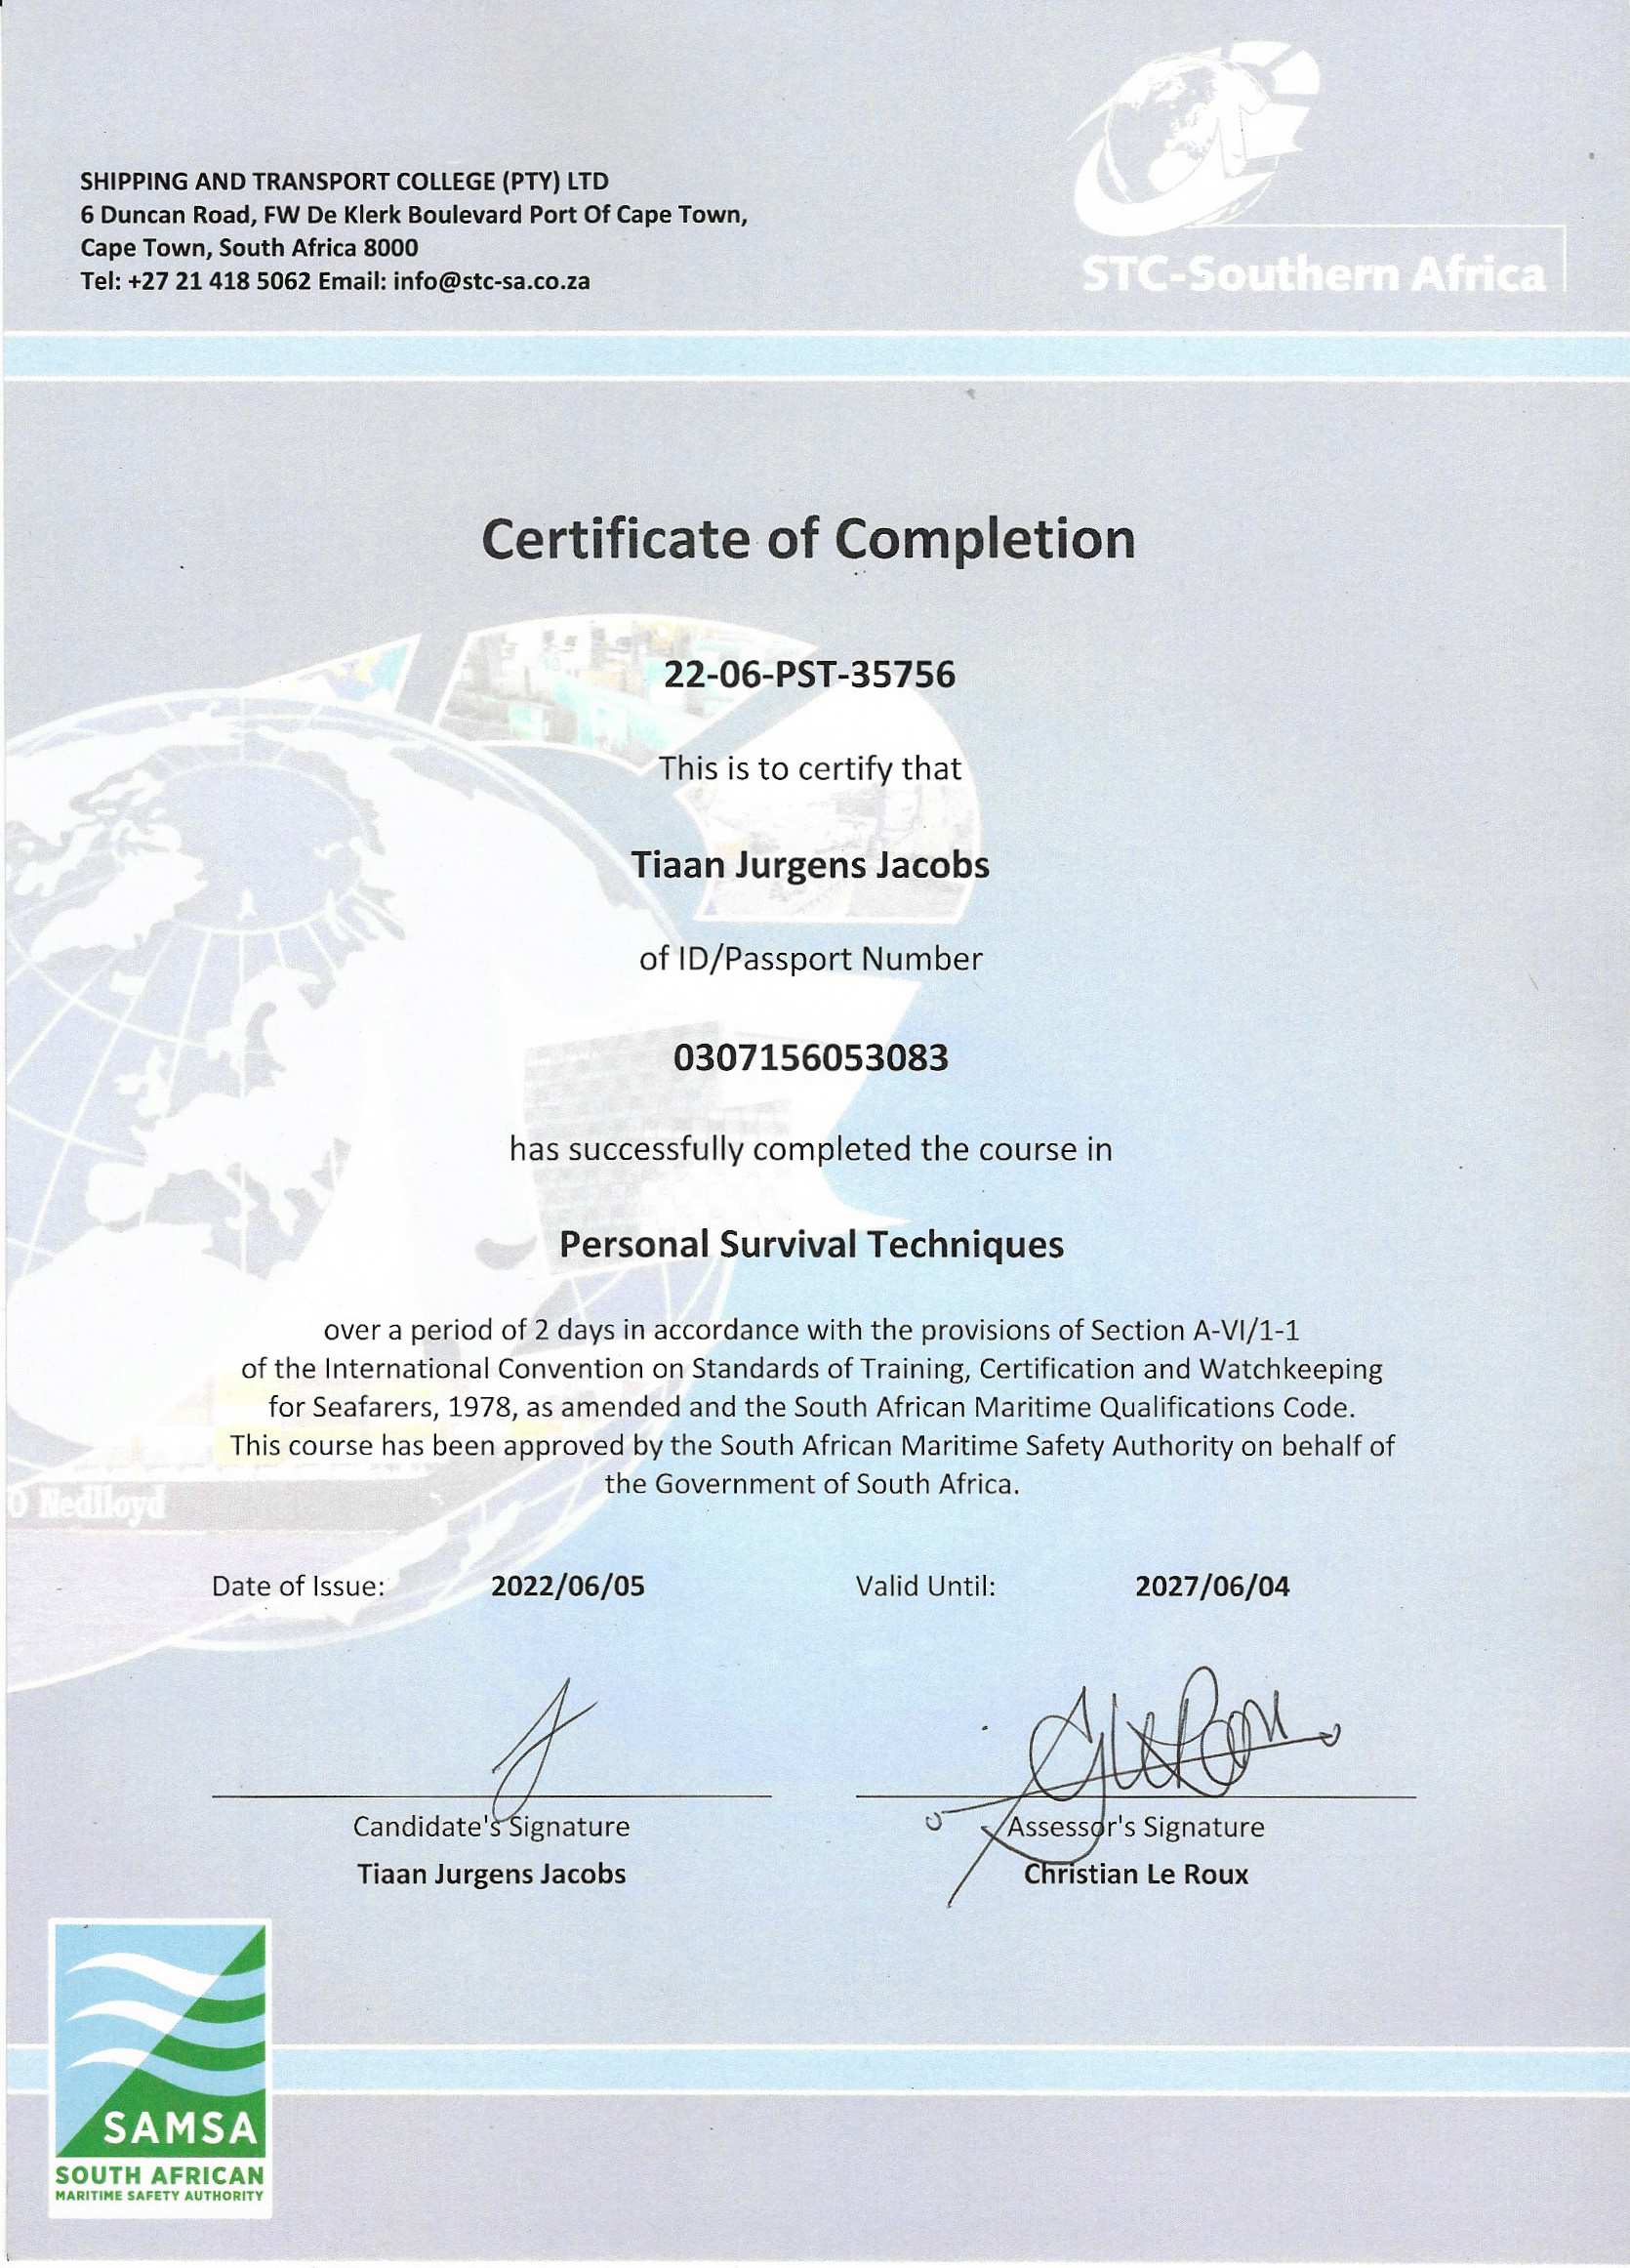 SHIPPING AND TRANSPORT COLLEGE (PTY) LTD
6 Duncan Road, FW De Klerk Boulevard Port Of Cape Town,
Cape Town, South Africa 8000
Tel: +27 21 418 5062 Email: info@stc-sa.co.za
STC-Southern Africa
Certificate of Completion
22-06-PST-35756
This is to certify that
Tiaan Jurgens Jacobs
of ID/Passport Number
0307156053083
has successfully completed the course in
Personal Survival Techniques
over a period of 2 days in accordance with the provisions of Section A-VI/1-1
of the International Convention on Standards of Training, Certification and Watchkeeping
for Seafarers, 1978, as amended and the South African Maritime Qualifications Code.
This course has been approved by the South African Maritime Safety Authority on behalf of
the Government of South Africa.
O Nedlloyd
Date of Issue: 2022/06/05 Valid Until: 2027/06/04
Candidate's Signature Assessor's Signature
Tiaan Jurgens Jacobs Christian Le Roux
SAMSA
SOUTH AFRICAN
MARITIME SAFETY AUTHORITY